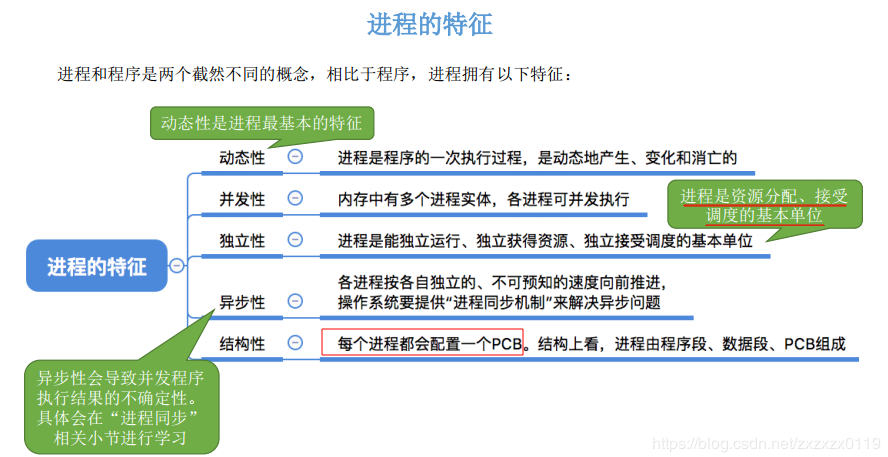 进程的特征
进程和程序是两个截然不同的概念，相比于程序，进程拥有以下特征：
动态性是进程最基本的特征
动态性
进程是程序的一次执行过程，是动态地产生、变化和消亡的
并发性
内存中有多个进程实体，各进程可并发执行
进程是资源分配、接受
调度的基本单位
独立性
进程是能独立运行、独立获得资源、独立接受调度的基本单位
进程的特征
异步性
各进程按各自独立的、不可预知的速度向前推进，
操作系统要提供“进程同步机制”来解决异步问题
结构性
每个进程都会配置一个PCB。结构上看，进程由程序段、数据段、PCB组成
异步性会导致并发程序
执行结果的不确定性。
具体会在“进程同步”
相关小节进行学习
https://blog.csdn.net/zxzxzx0119